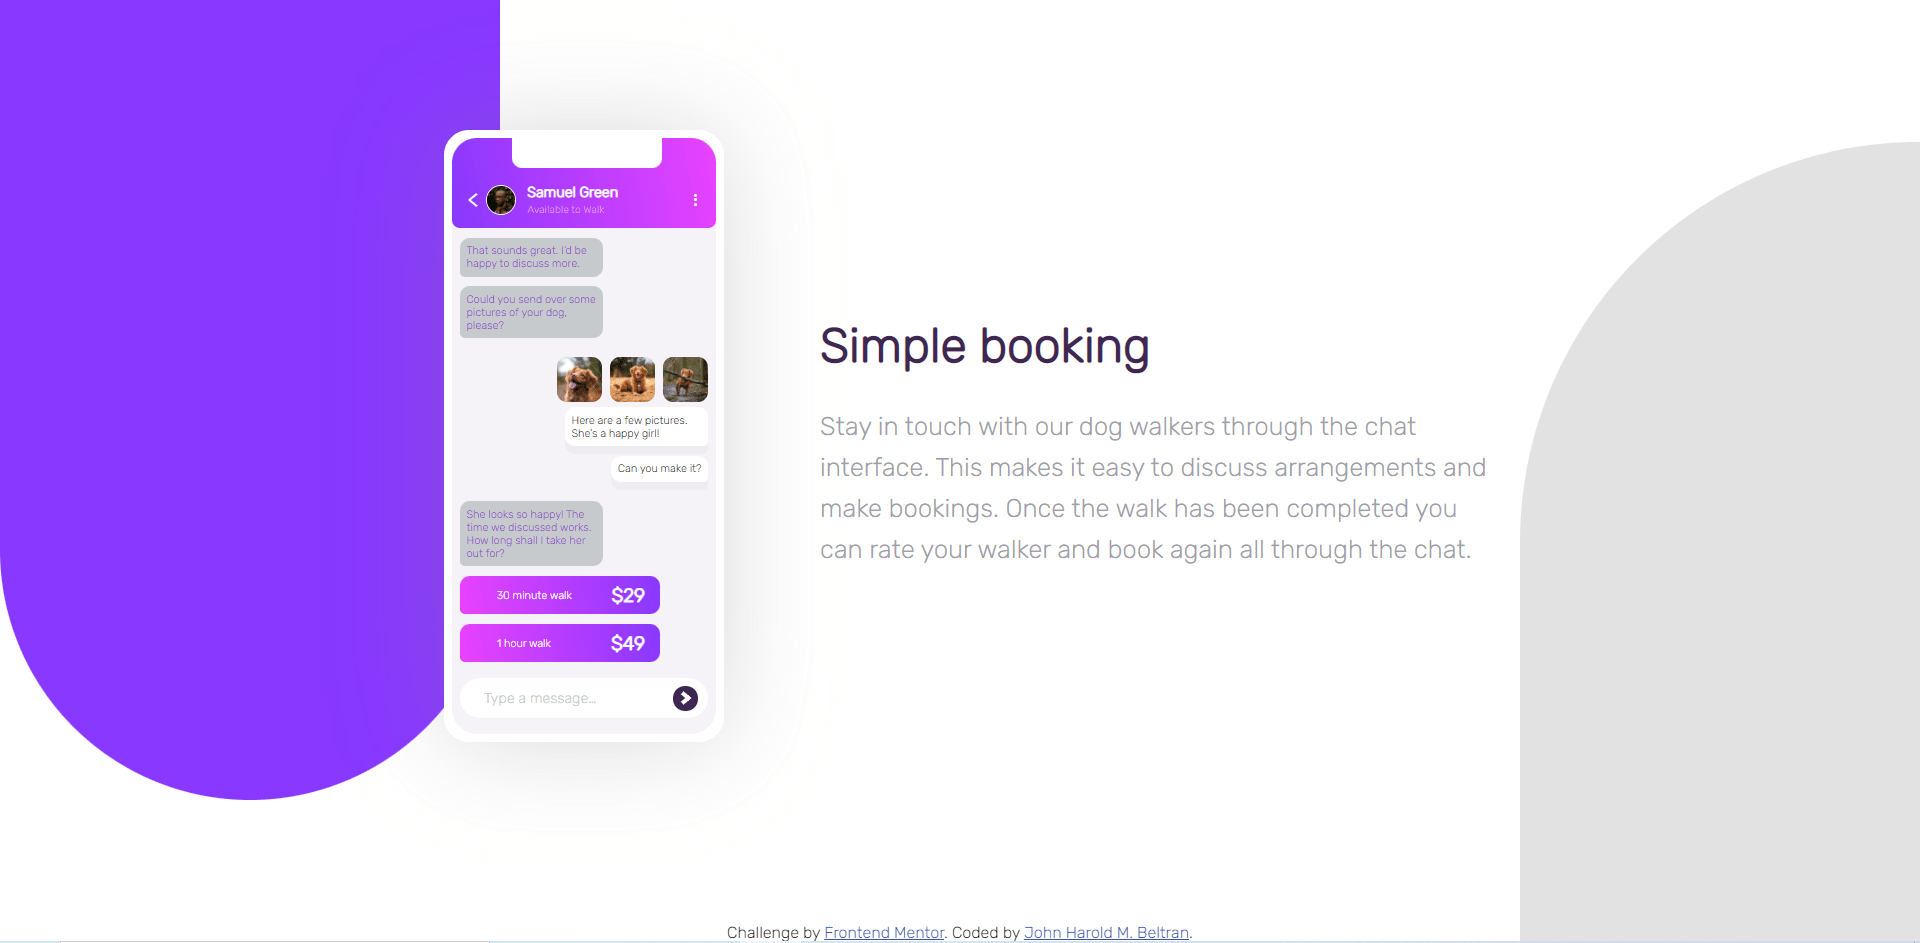 Samuel Green
Available to Walk
That sounds great. I'd be
happy to discuss more.
Could you send over some
pictures of your dog,
please?
Here are a few pictures.
She's a happy girl!
Can you make it?
She looks so happy! The
time we discussed works.
How long shall I take her
out for?
30 minute walk $29
1 hour walk $49
Type a message...
Simple booking
Stay in touch with our dog walkers through the chat
interface. This makes it easy to discuss arrangements and
make bookings. Once the walk has been completed you
can rate your walker and book again all through the chat.
Challenge by Frontend Mentor. Coded by John Harold M. Beltran.